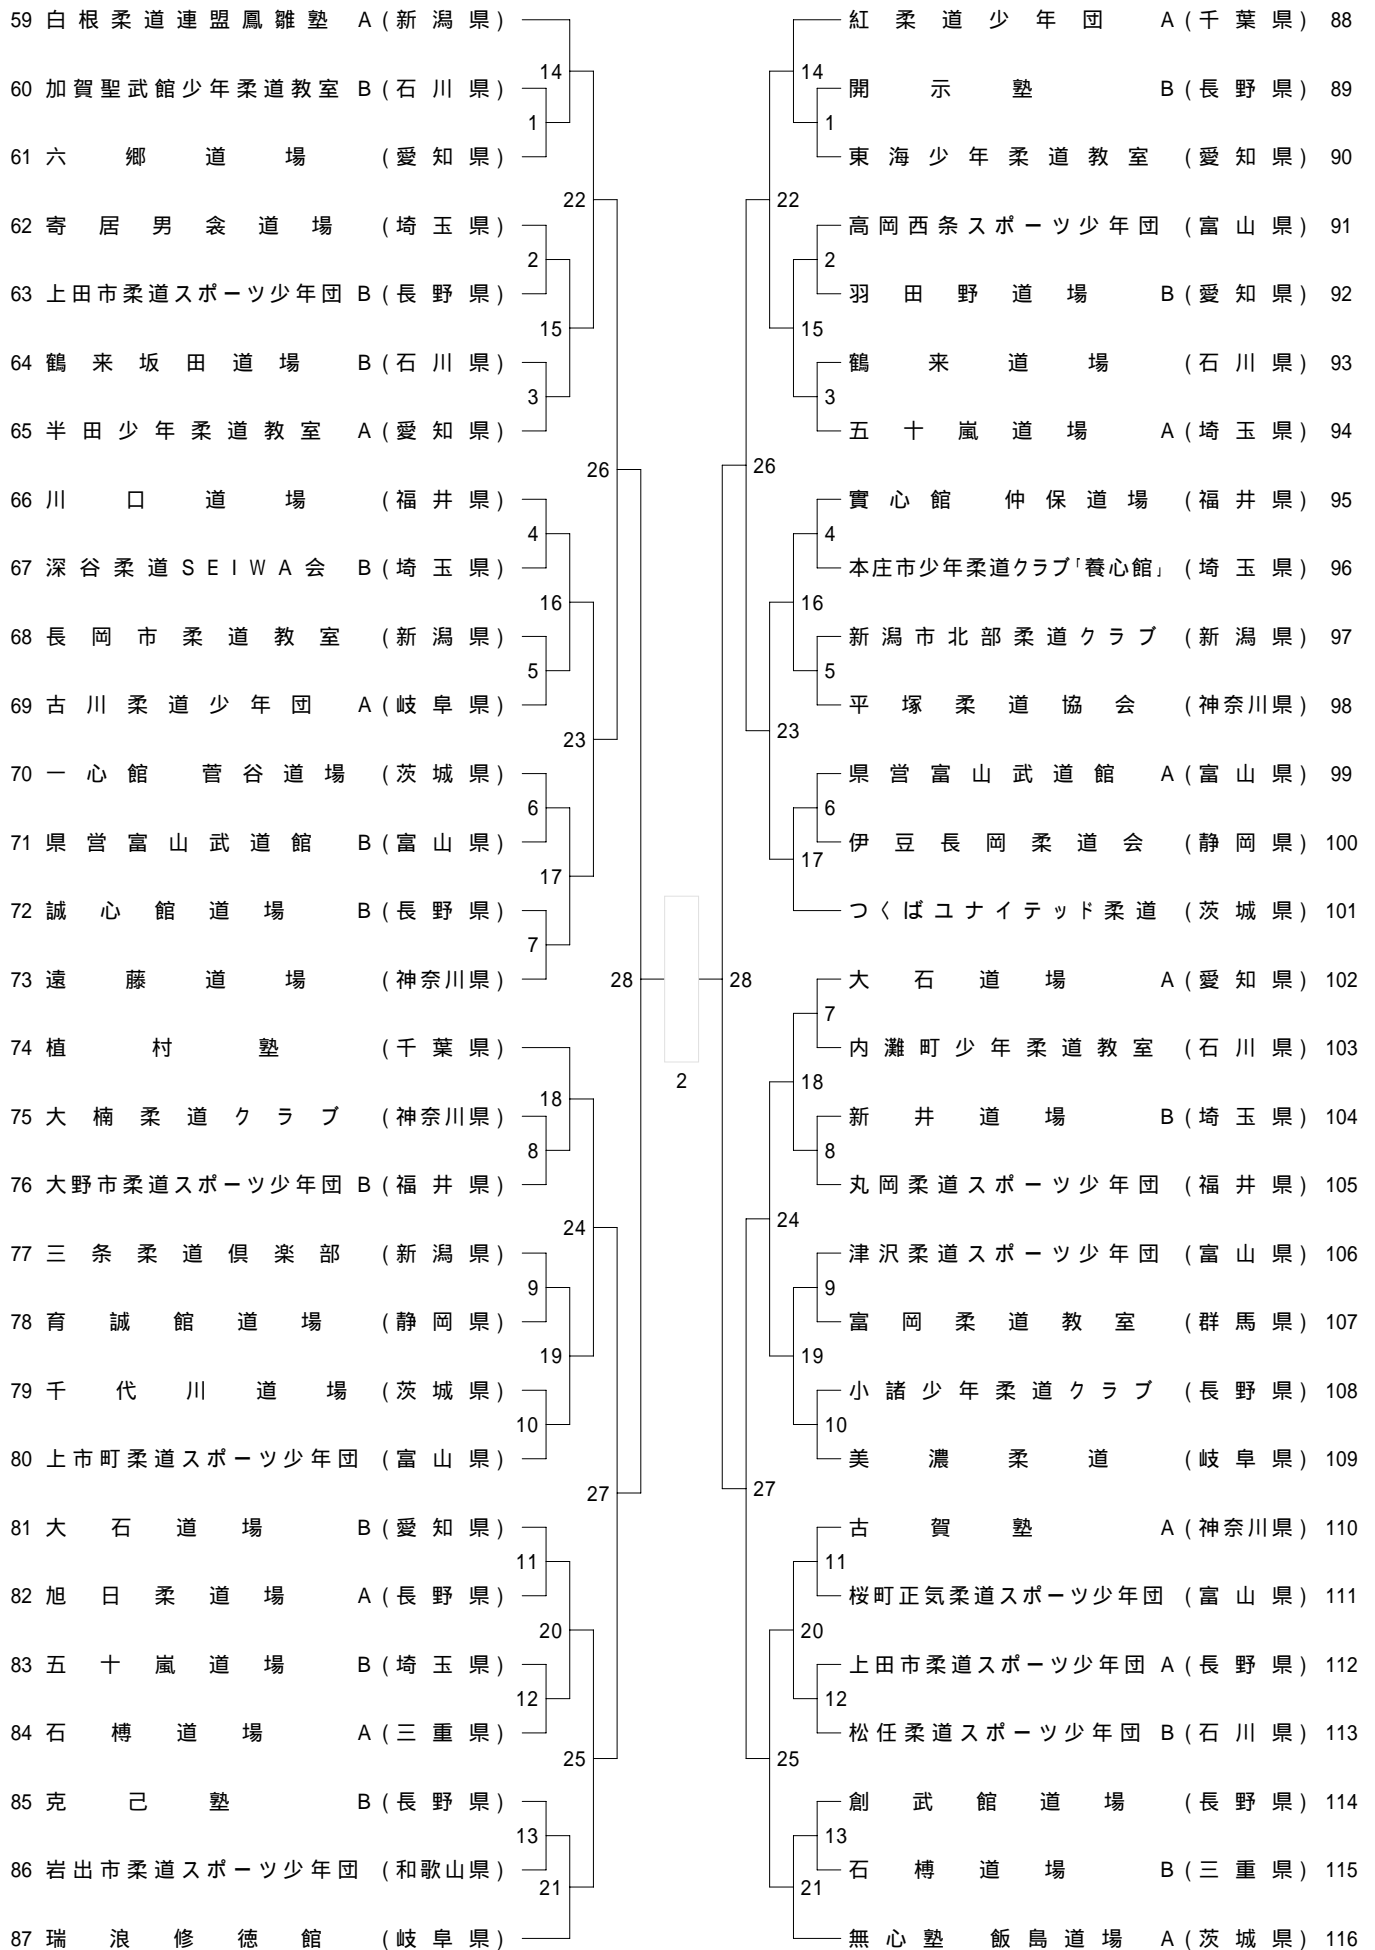 59 白根柔道連盟鳳雛塾 A (新潟県)
60 加賀聖武館少年柔道教室 B (石川県)
61 六郷道場 (愛知県)
62 寄居男衾道場 (埼玉県)
63 上田市柔道スポーツ少年団 B (長野県)
64 鶴来坂田道場 B (石川県)
65 半田少年柔道教室 A (愛知県)
66 川口道場 (福井県)
67 深谷柔道SEIWA会 B (埼玉県)
68 長岡市柔道教室 (新潟県)
69 古川柔道少年団 A (岐阜県)
70 一心館 菅谷道場 (茨城県)
71 県営富山武道館 B (富山県)
72 誠心館道場 B (長野県)
73 遠藤道場 (神奈川県)
74 植村塾 (千葉県)
75 大楠柔道クラブ (神奈川県)
76 大野市柔道スポーツ少年団 B (福井県)
77 三条柔道倶楽部 (新潟県)
78 育誠館道場 (静岡県)
79 千代川道場 (茨城県)
80 上市町柔道スポーツ少年団 (富山県)
81 大石道場 B (愛知県)
82 旭日柔道場 A (長野県)
83 五十嵐道場 B (埼玉県)
84 石榑道場 A (三重県)
85 克己塾 B (長野県)
86 岩出市柔道スポーツ少年団 (和歌山県)
87 瑞浪修徳館 (岐阜県)
14
1
22
2
15
3
26
4
16
5
23
6
17
7
28
18
8
24
9
19
10
27
11
20
12
25
13
21
2
14
1
22
2
15
3
26
4
16
5
23
6
17
28
7
18
8
24
9
19
10
27
11
20
12
25
13
21
紅柔道少年団 A (千葉県) 88
開示塾 B (長野県) 89
東海少年柔道教室 (愛知県) 90
高岡西条スポーツ少年団 (富山県) 91
羽田野道場 B (愛知県) 92
鶴来道場 (石川県) 93
五十嵐道場 A (埼玉県) 94
實心館 仲保道場 (福井県) 95
本庄市少年柔道クラブ「養心館」 (埼玉県) 96
新潟市北部柔道クラブ (新潟県) 97
平塚柔道協会 (神奈川県) 98
県営富山武道館 A (富山県) 99
伊豆長岡柔道会 (静岡県) 100
つくばユナイテッド柔道 (茨城県) 101
大石道場 A (愛知県) 102
内灘町少年柔道教室 (石川県) 103
新井道場 B (埼玉県) 104
丸岡柔道スポーツ少年団 (福井県) 105
津沢柔道スポーツ少年団 (富山県) 106
富岡柔道教室 (群馬県) 107
小諸少年柔道クラブ (長野県) 108
美濃柔道 (岐阜県) 109
古賀塾 A (神奈川県) 110
桜町正気柔道スポーツ少年団 (富山県) 111
上田市柔道スポーツ少年団 A (長野県) 112
松任柔道スポーツ少年団 B (石川県) 113
創武館道場 (長野県) 114
石榑道場 B (三重県) 115
無心塾 飯島道場 A (茨城県) 116